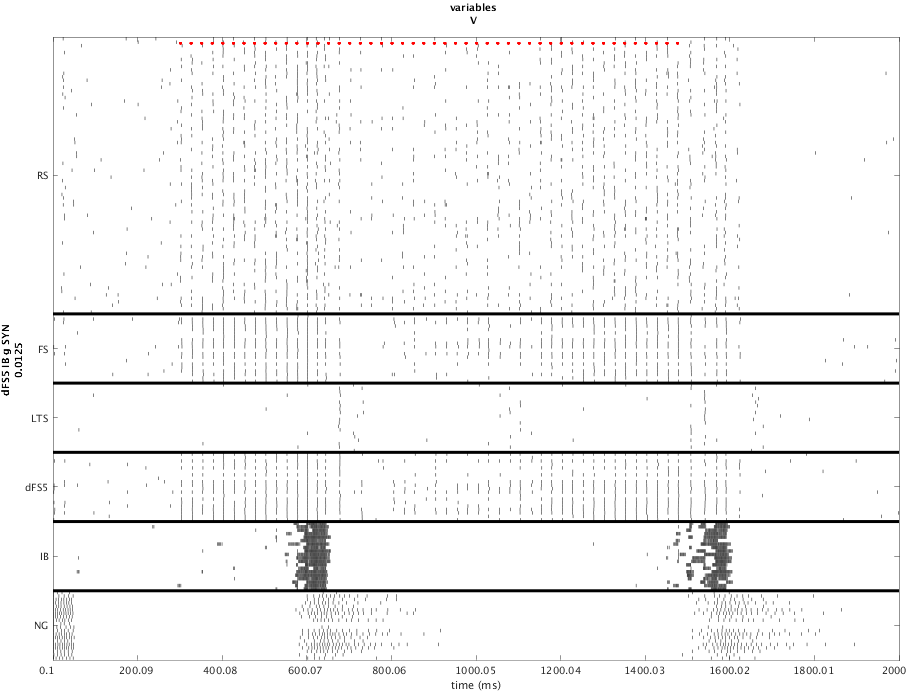 variables
V
RS
FS
LTS
dFS5
IB
NG
dFS5 IB g SYN
0.0125
0.1 200.09 400.08 600.07 800.06 1000.05 1200.04 1400.03 1600.02 1800.01 2000
time (ms)